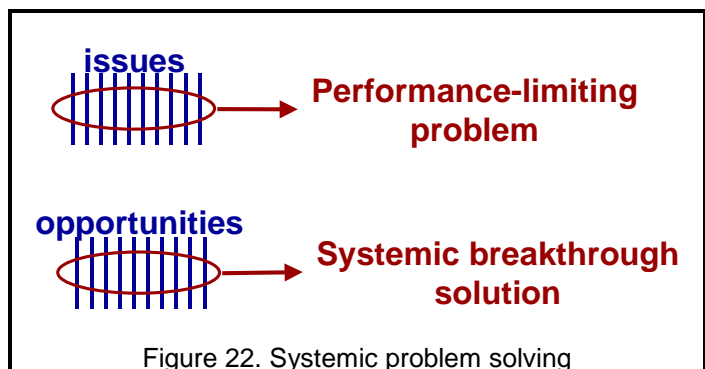 issues
Performance-limiting
problem
opportunities
Systemic breakthrough
solution
Figure 22. Systemic problem solving